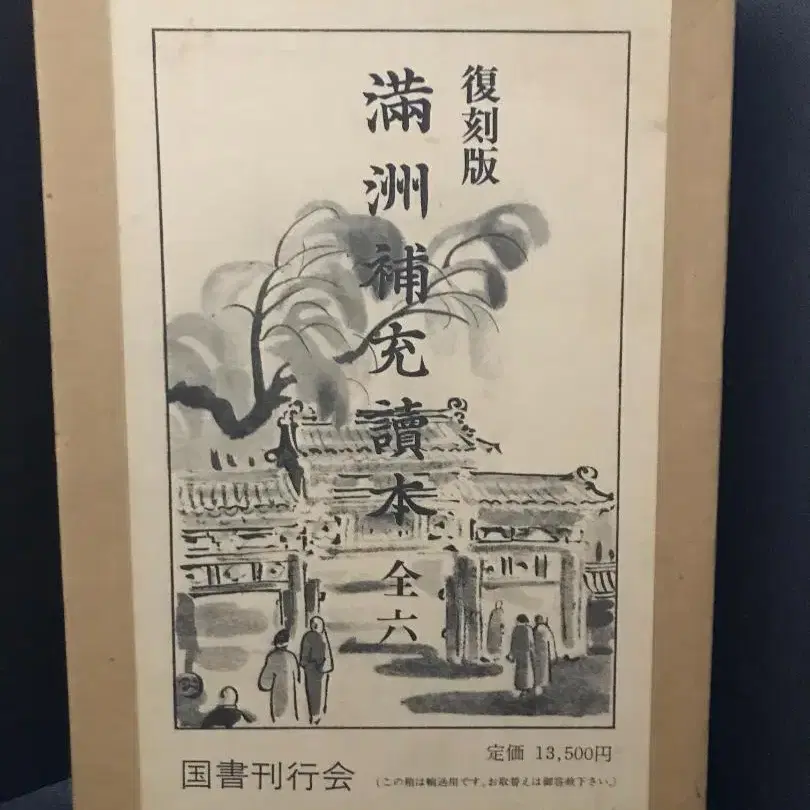 復刻版
満洲補充讀本
全六
定価 13,500円
国書刊行会
(この箱は輸送用です。お取替えは御容赦下さい。)